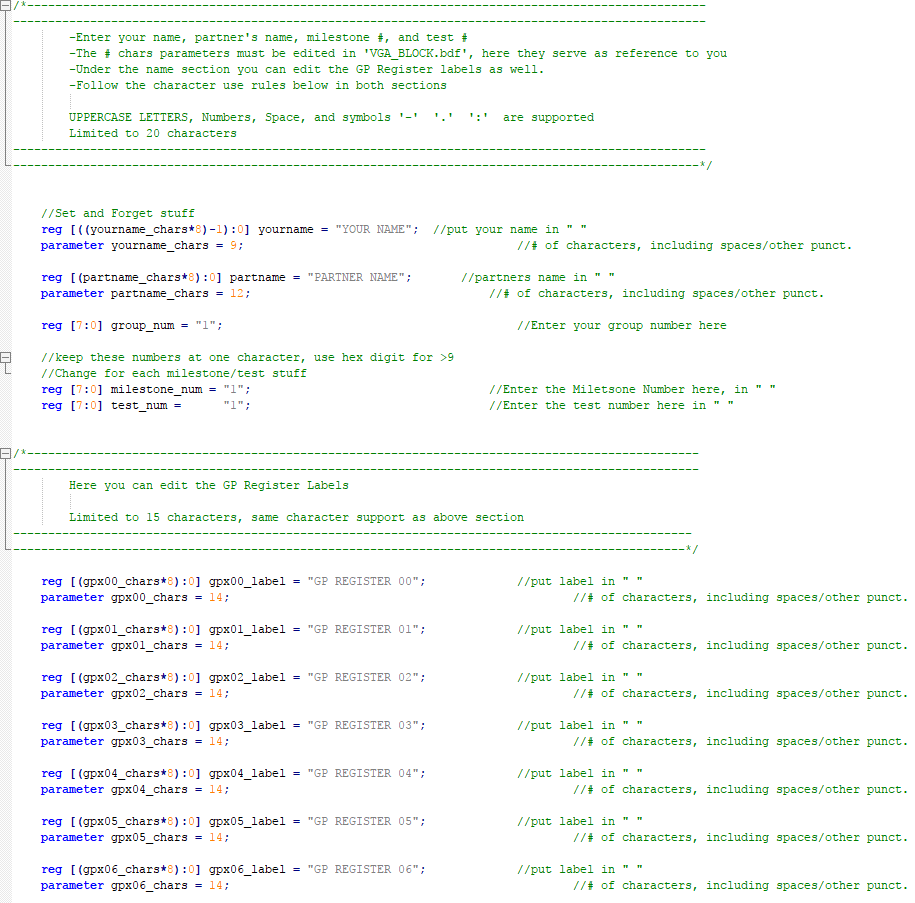 /*-------------------------------------------------------------------------------------------------
---------------------------------------------------------------------------------------------------
-Enter your name, partner's name, milestone #, and test #
-The # chars parameters must be edited in 'VGA_BLOCK.bdf', here they serve as reference to you
-Under the name section you can edit the GP Register labels as well.
-Follow the character use rules below in both sections
UPPERCASE LETTERS, Numbers, Space, and symbols '-'  '.'  ':'  are supported
Limited to 20 characters
---------------------------------------------------------------------------------------------------
--------------------------------------------------------------------------------------------------*/
//Set and Forget stuff
reg [((yourname_chars*8)-1):0] yourname = "YOUR NAME";  //put your name in " "
parameter yourname_chars = 9;                                       //# of characters, including spaces/other punct.
reg [(partname_chars*8):0] partname = "PARTNER NAME";       //partners name in " "
parameter partname_chars = 12;                                  //# of characters, including spaces/other punct.
reg [7:0] group_num = "1";                                          //Enter your group number here
//keep these numbers at one character, use hex digit for >9
//Change for each milestone/test stuff
reg [7:0] milestone_num = "1";                                  //Enter the Miletsone Number here, in " "
reg [7:0] test_num =      "1";                                  //Enter the test number here in " "
/*------------------------------------------------------------------------------------------------
--------------------------------------------------------------------------------------------------
Here you can edit the GP Register Labels
Limited to 15 characters, same character support as above section
-------------------------------------------------------------------------------------------------
------------------------------------------------------------------------------------------------*/
reg [(gpx00_chars*8):0] gpx00_label = "GP REGISTER 00";             //put label in " "
parameter gpx00_chars = 14;                                                 //# of characters, including spaces/other punct.
reg [(gpx01_chars*8):0] gpx01_label = "GP REGISTER 01";             //put label in " "
parameter gpx01_chars = 14;                                                 //# of characters, including spaces/other punct.
reg [(gpx02_chars*8):0] gpx02_label = "GP REGISTER 02";             //put label in " "
parameter gpx02_chars = 14;                                                 //# of characters, including spaces/other punct.
reg [(gpx03_chars*8):0] gpx03_label = "GP REGISTER 03";             //put label in " "
parameter gpx03_chars = 14;                                                 //# of characters, including spaces/other punct.
reg [(gpx04_chars*8):0] gpx04_label = "GP REGISTER 04";             //put label in " "
parameter gpx04_chars = 14;                                                 //# of characters, including spaces/other punct.
reg [(gpx05_chars*8):0] gpx05_label = "GP REGISTER 05";             //put label in " "
parameter gpx05_chars = 14;                                                 //# of characters, including spaces/other punct.
reg [(gpx06_chars*8):0] gpx06_label = "GP REGISTER 06";             //put label in " "
parameter gpx06_chars = 14;                                                 //# of characters, including spaces/other punct.